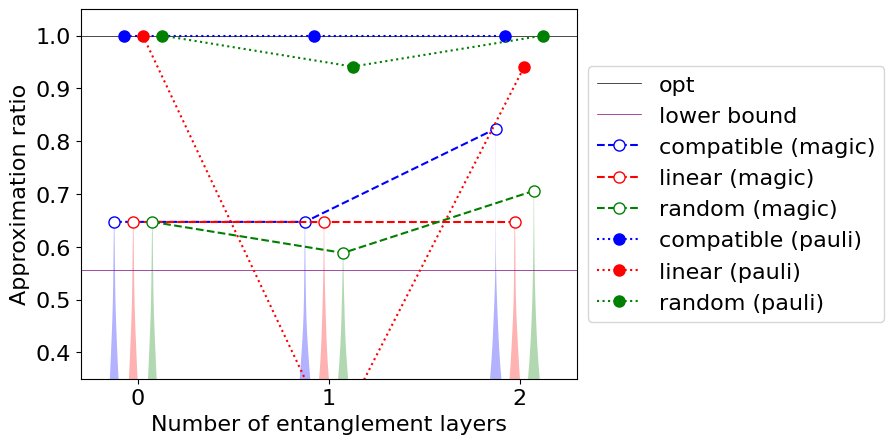 1.0
0.9
0.8
0.7
0.6
0.5
0.4
Approximation ratio
0
1
2
Number of entanglement layers
opt
lower bound
compatible (magic)
linear (magic)
random (magic)
compatible (pauli)
linear (pauli)
random (pauli)